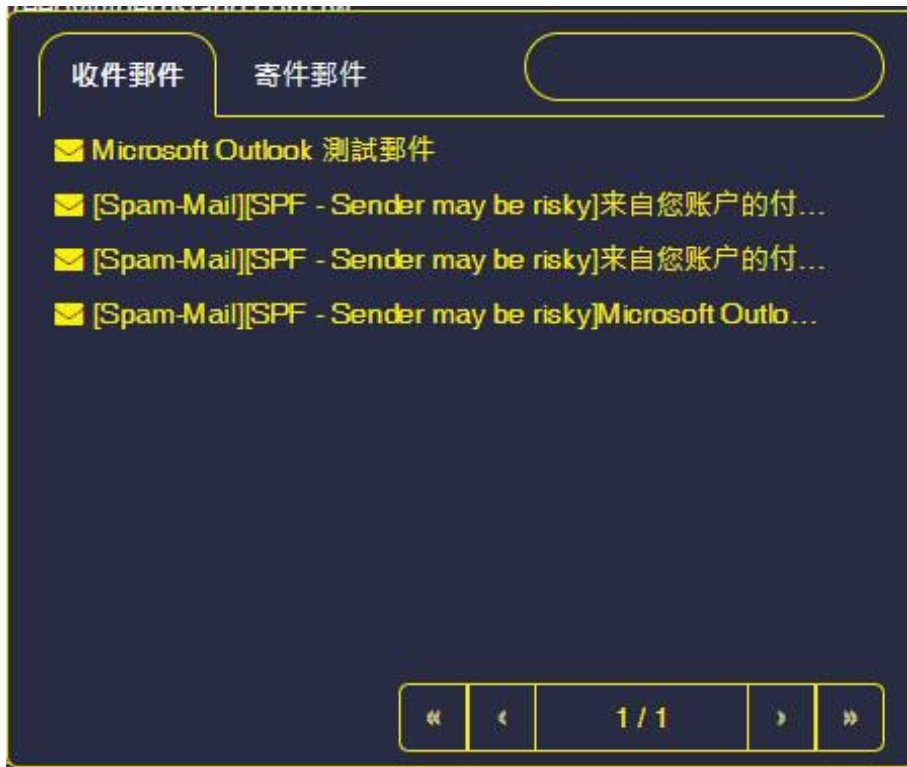 收件郵件 寄件郵件
Microsoft Outlook 測試郵件
[Spam-Mail][SPF - Sender may be risky]来自您账户的付...
[Spam-Mail][SPF - Sender may be risky]来自您账户的付...
[Spam-Mail][SPF - Sender may be risky]Microsoft Outlo...
« ‹ 1 / 1 › »